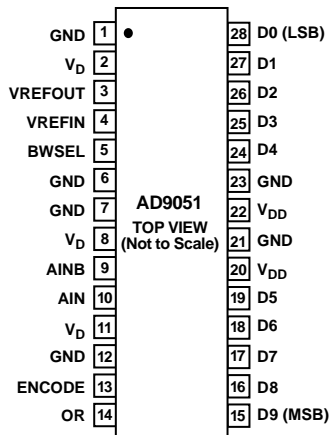 GND 1 28 D0 (LSB)
VD 2 27 D1
VREFOUT 3 26 D2
VREFIN 4 25 D3
BWSEL 5 24 D4
GND 6 23 GND
GND 7 22 VDD
VD 8 21 GND
AINB 9 20 VDD
AIN 10 19 D5
VD 11 18 D6
GND 12 17 D7
ENCODE 13 16 D8
OR 14 15 D9 (MSB)
AD9051
TOP VIEW
(Not to Scale)